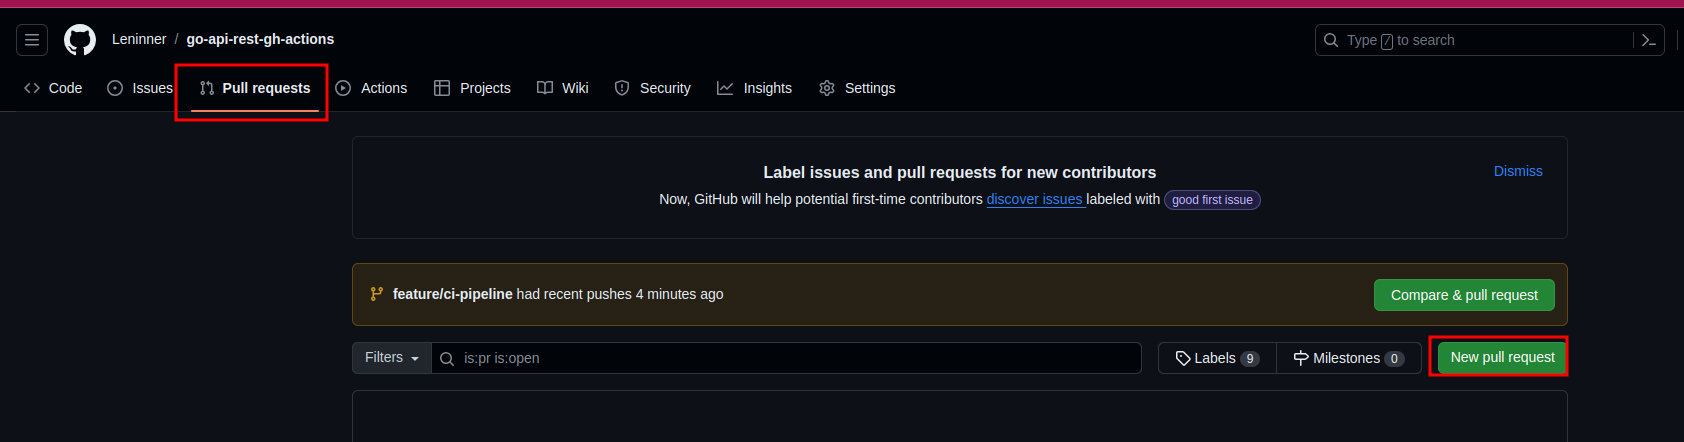 Leninner / go-api-rest-gh-actions
Type / to search
Code Issues Pull requests Actions Projects Wiki Security Insights Settings
Label issues and pull requests for new contributors
Dismiss
Now, GitHub will help potential first-time contributors discover issues labeled with good first issue
feature/ci-pipeline had recent pushes 4 minutes ago
Compare & pull request
Filters is:pr is:open Labels 9 Milestones 0 New pull request